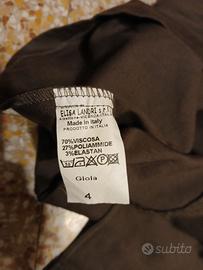 ELISA LANDRI
Made in Italy
PRODOTTO IN ITALIA
70%VISCOSA
27%POLIAMMIDE
3%ELASTAN
Gioia
4
subito